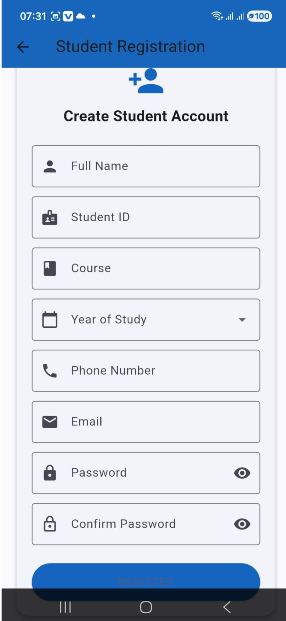 07:31 100
Student Registration
Create Student Account
Full Name
Student ID
Course
Year of Study
Phone Number
Email
Password
Confirm Password